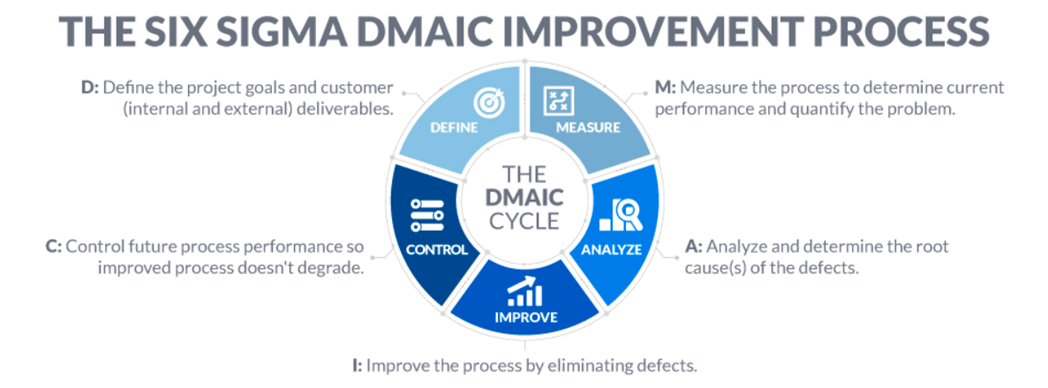 THE SIX SIGMA DMAIC IMPROVEMENT PROCESS
D: Define the project goals and customer
(internal and external) deliverables.
M: Measure the process to determine current
performance and quantify the problem.
DEFINE
MEASURE
THE
DMAIC
CYCLE
CONTROL
ANALYZE
C: Control future process performance so
improved process doesn't degrade.
A: Analyze and determine the root
cause(s) of the defects.
IMPROVE
I: Improve the process by eliminating defects.